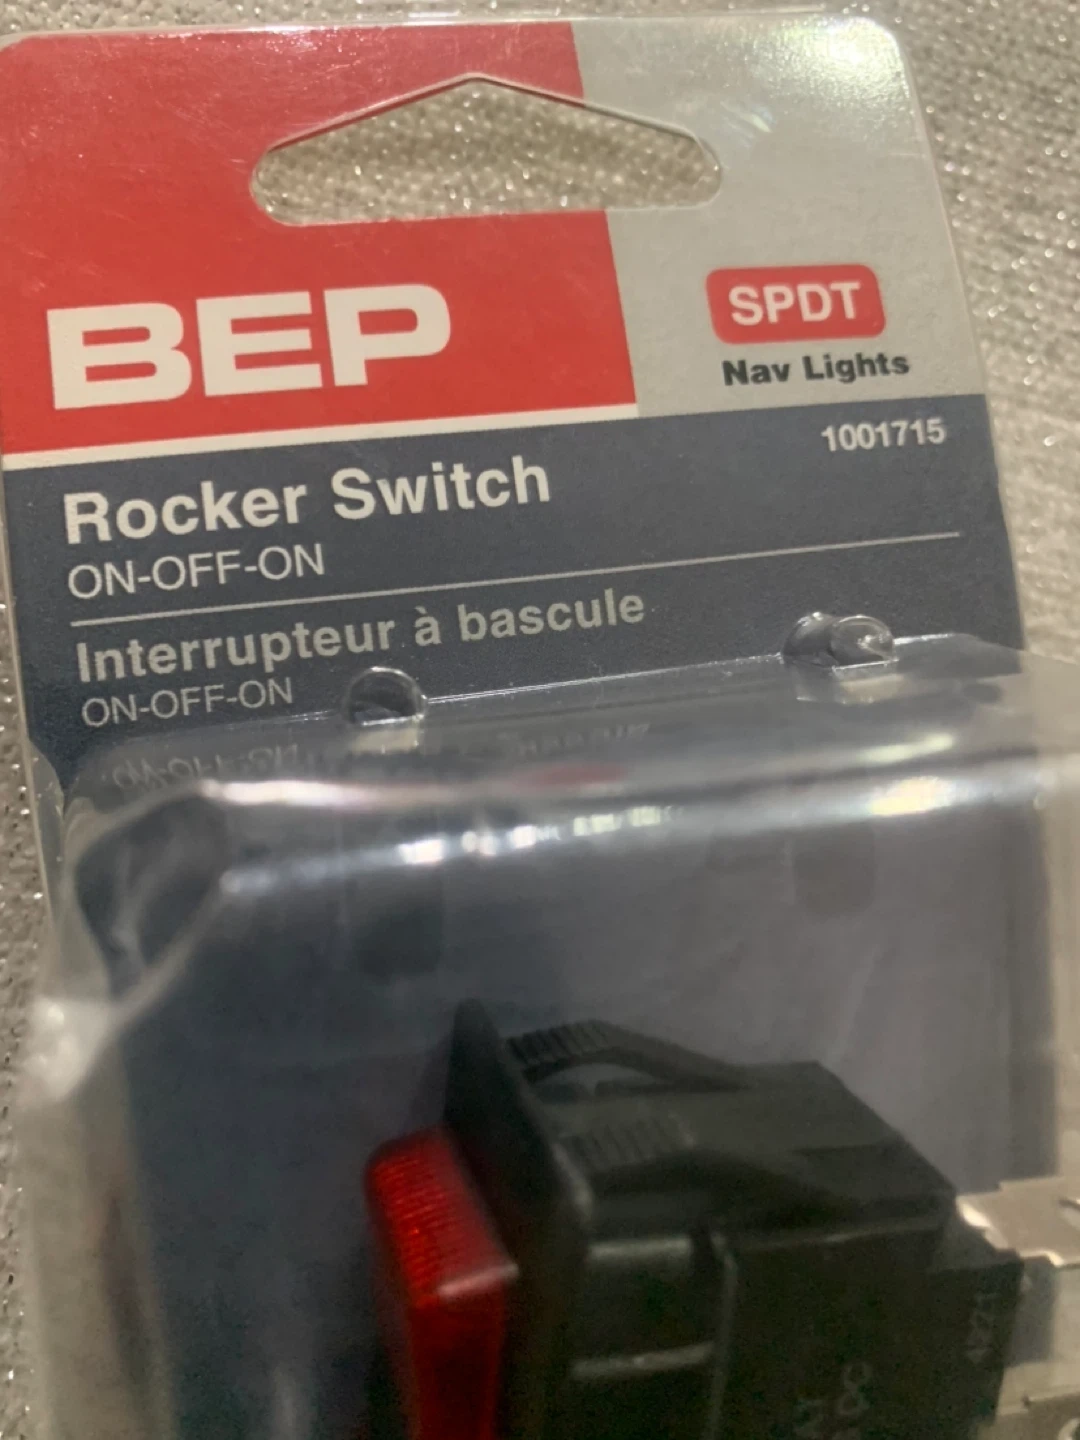 BEP
SPDT
Nav Lights
1001715
Rocker Switch
ON-OFF-ON
Interrupteur à bascule
ON-OFF-ON